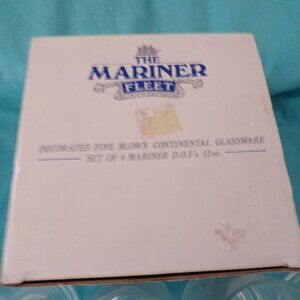 THE
MARINER
FLEET
DECORATED FINE BLOWN CONTINENTAL GLASSWARE
SET OF 4 MARINER D.O.F's 12oz.